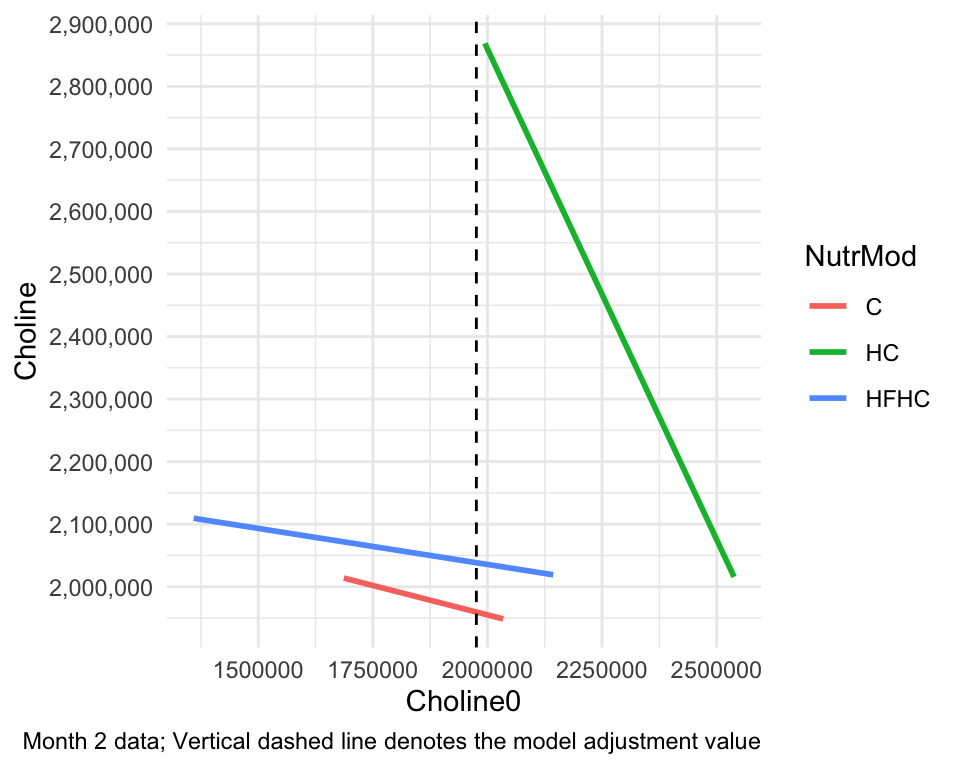 2,900,000
2,800,000
2,700,000
2,600,000
2,500,000
2,400,000
2,300,000
2,200,000
2,100,000
2,000,000
Choline
1500000 1750000 2000000 2250000 2500000
Choline0
NutrMod
C
HC
HFHC
Month 2 data; Vertical dashed line denotes the model adjustment value